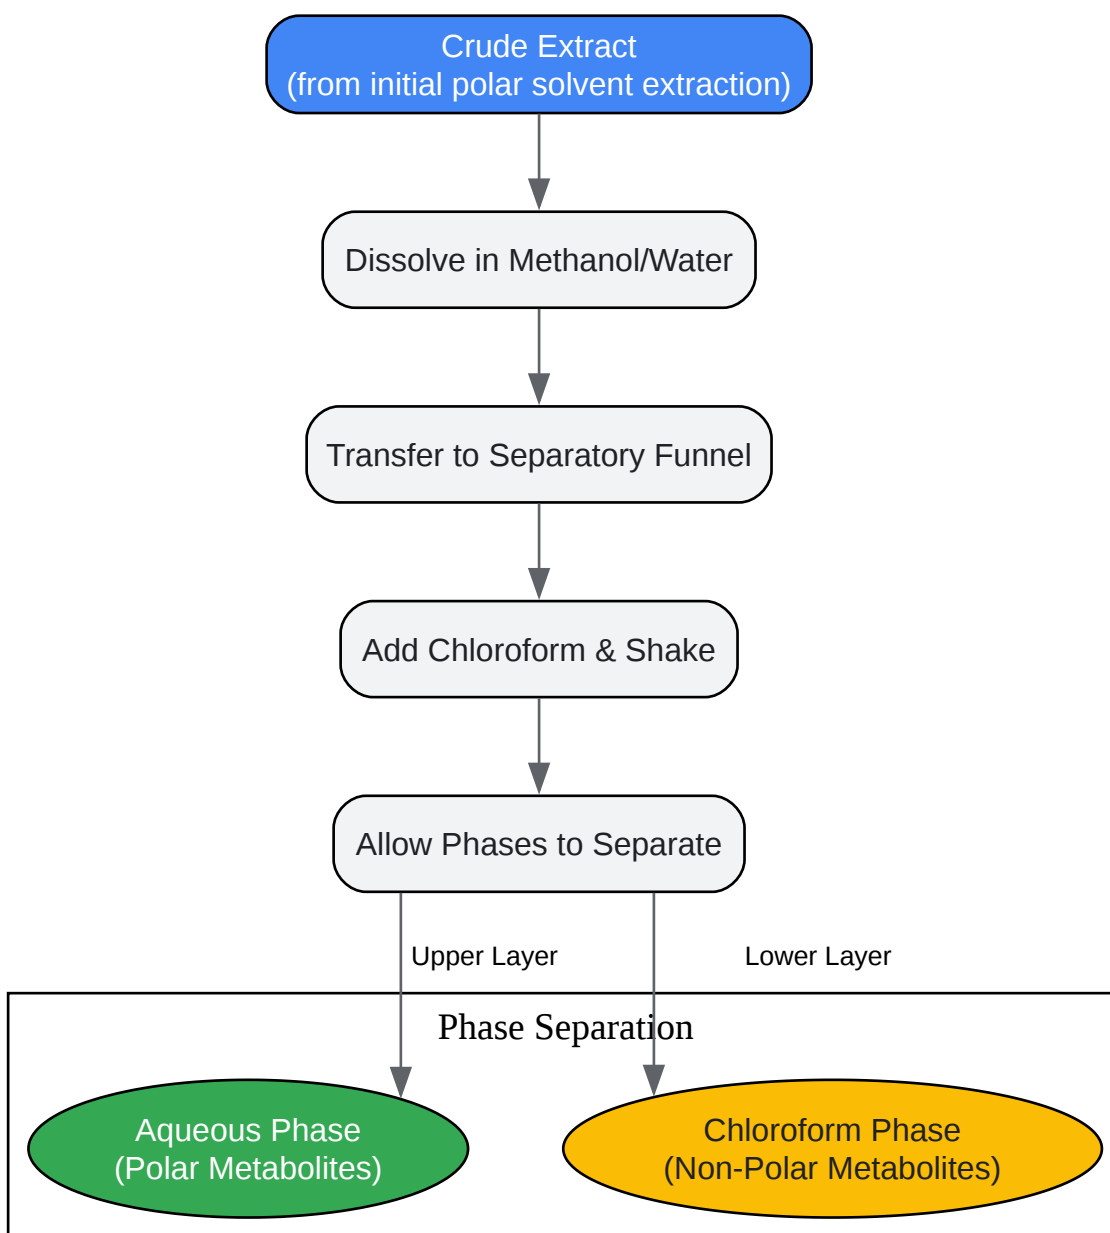 Crude Extract
(from initial polar solvent extraction)
Dissolve in Methanol/Water
Transfer to Separatory Funnel
Add Chloroform & Shake
Allow Phases to Separate
Upper Layer
Lower Layer
Phase Separation
Aqueous Phase
(Polar Metabolites)
Chloroform Phase
(Non-Polar Metabolites)